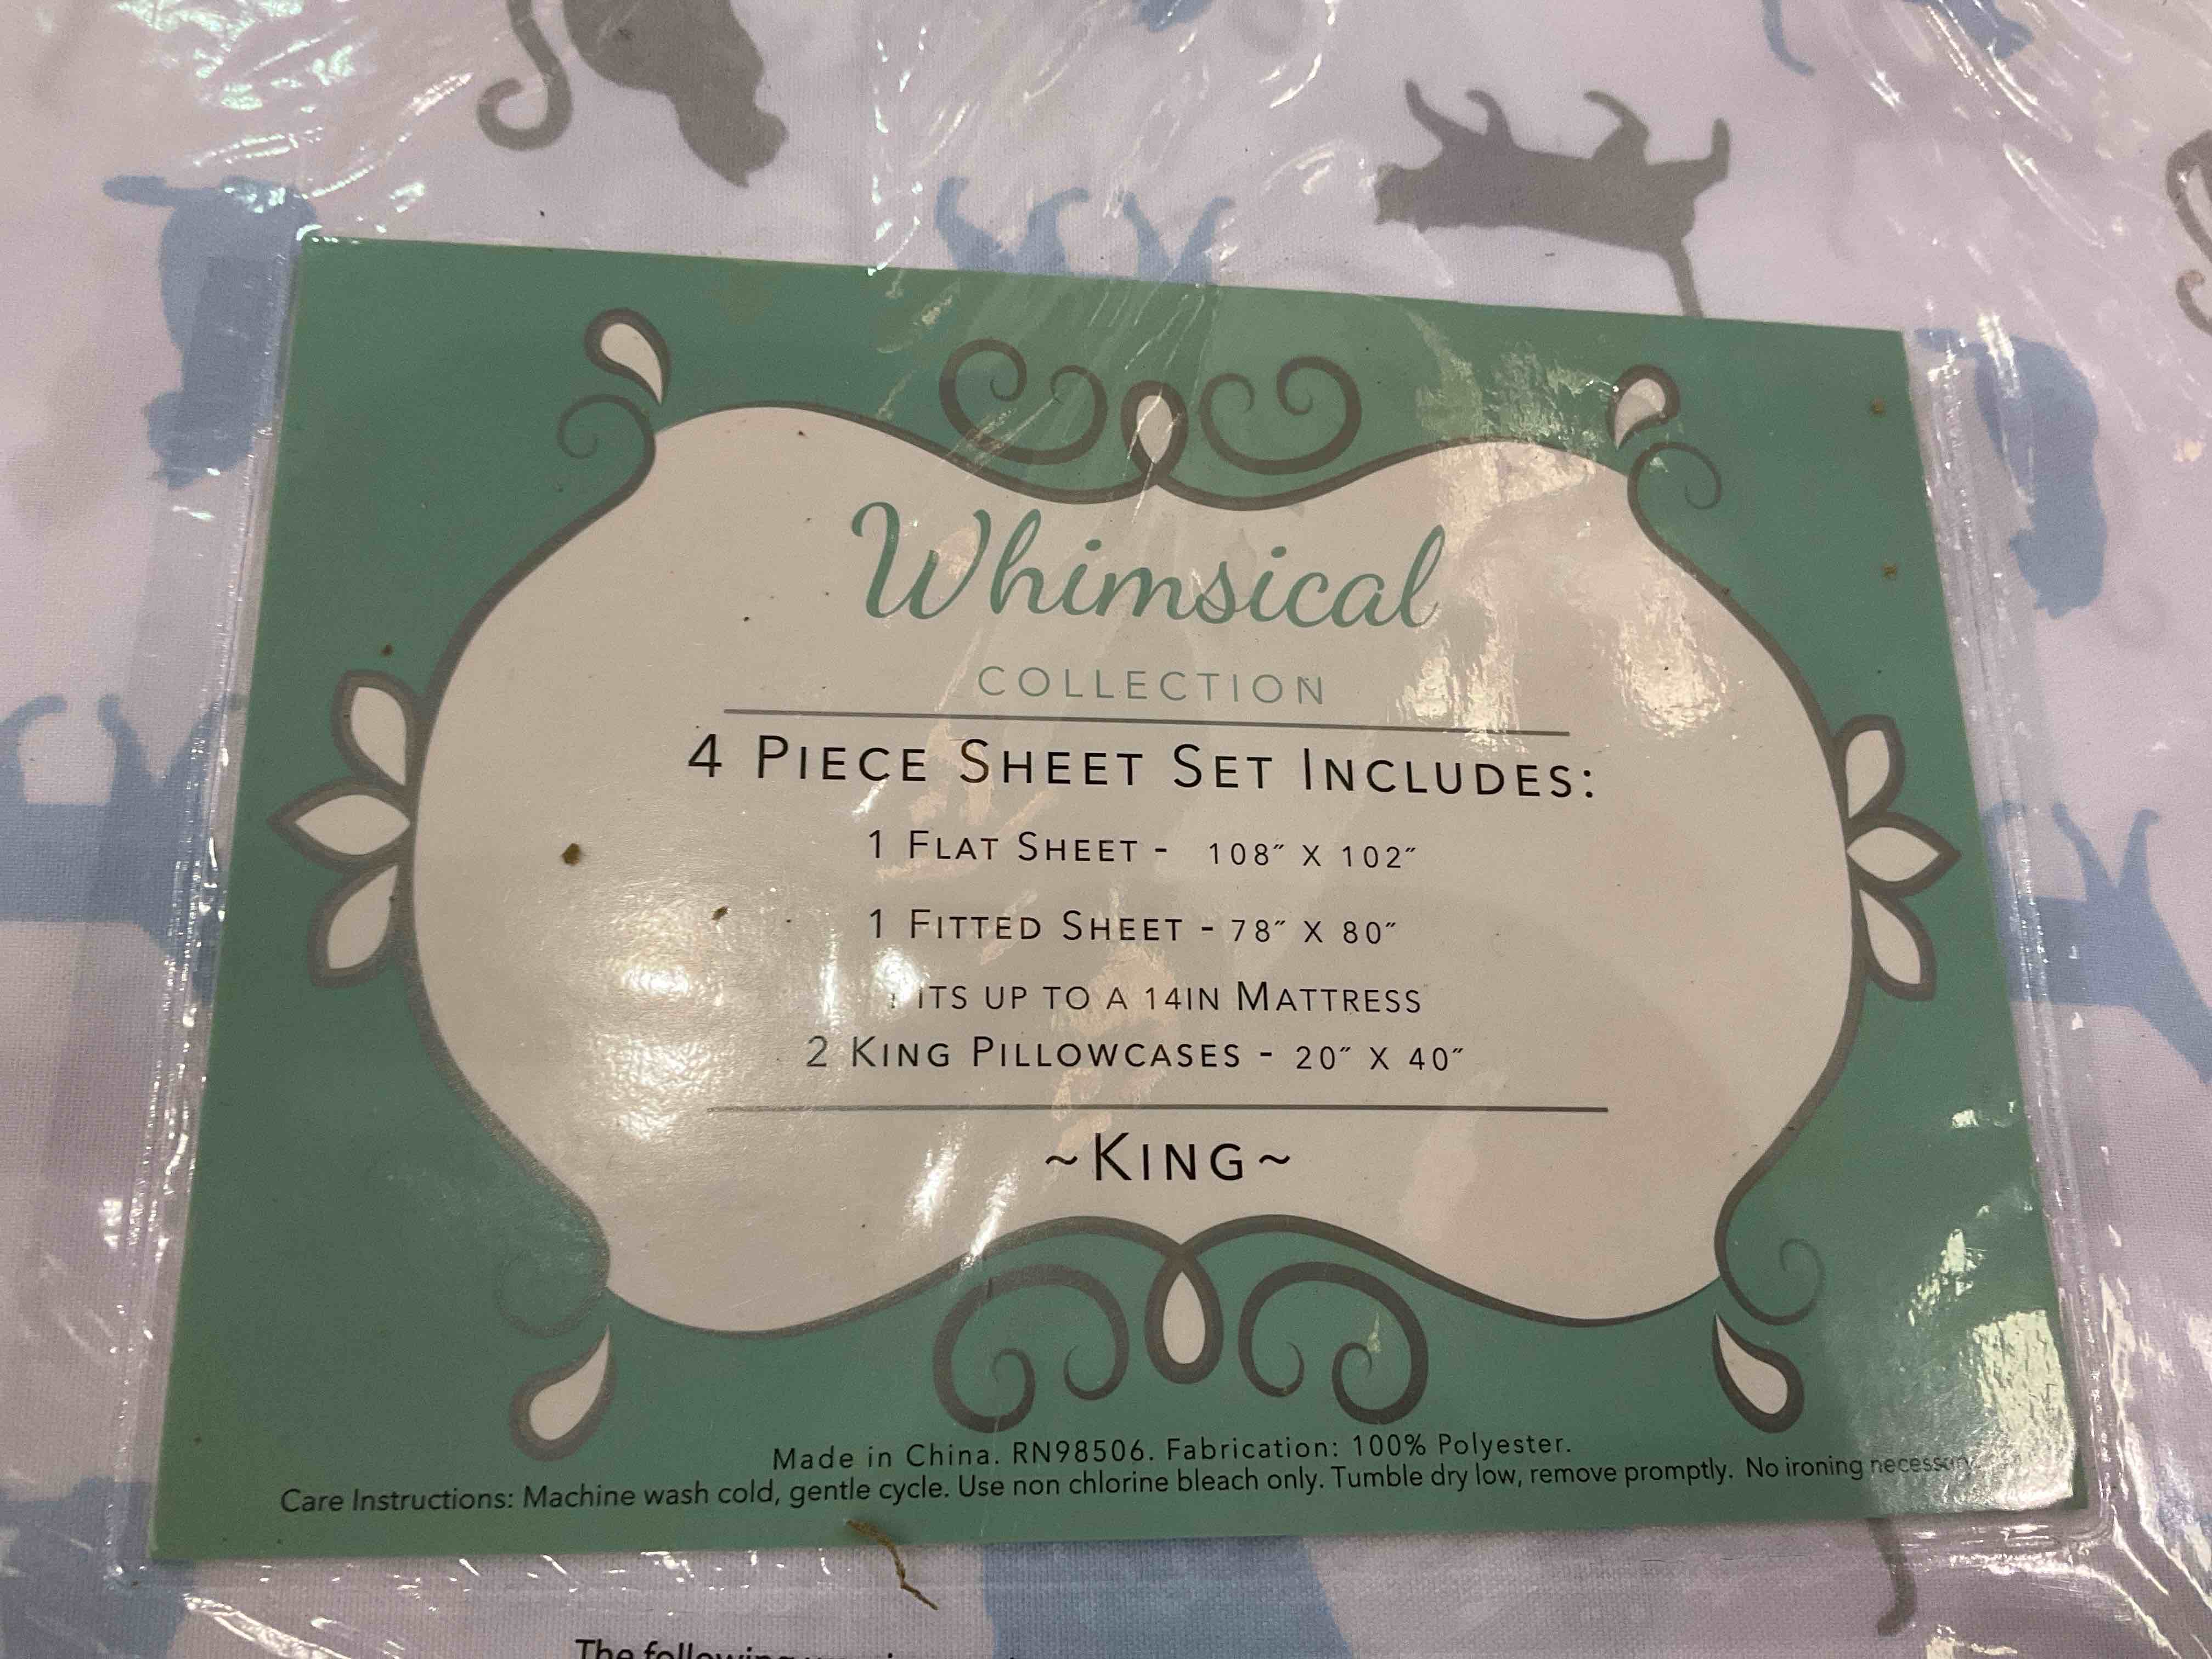 Whimsical
COLLECTION
4 PIECE SHEET SET INCLUDES:
1 FLAT SHEET - 108" X 102"
1 FITTED SHEET - 78" X 80"
ITS UP TO A 14IN MATTRESS
2 KING PILLOWCASES - 20" X 40"
~KING~
Made in China. RN98506. Fabrication: 100% Polyester.
Care Instructions: Machine wash cold, gentle cycle. Use non chlorine bleach only. Tumble dry low, remove promptly. No ironing necessary.
The following